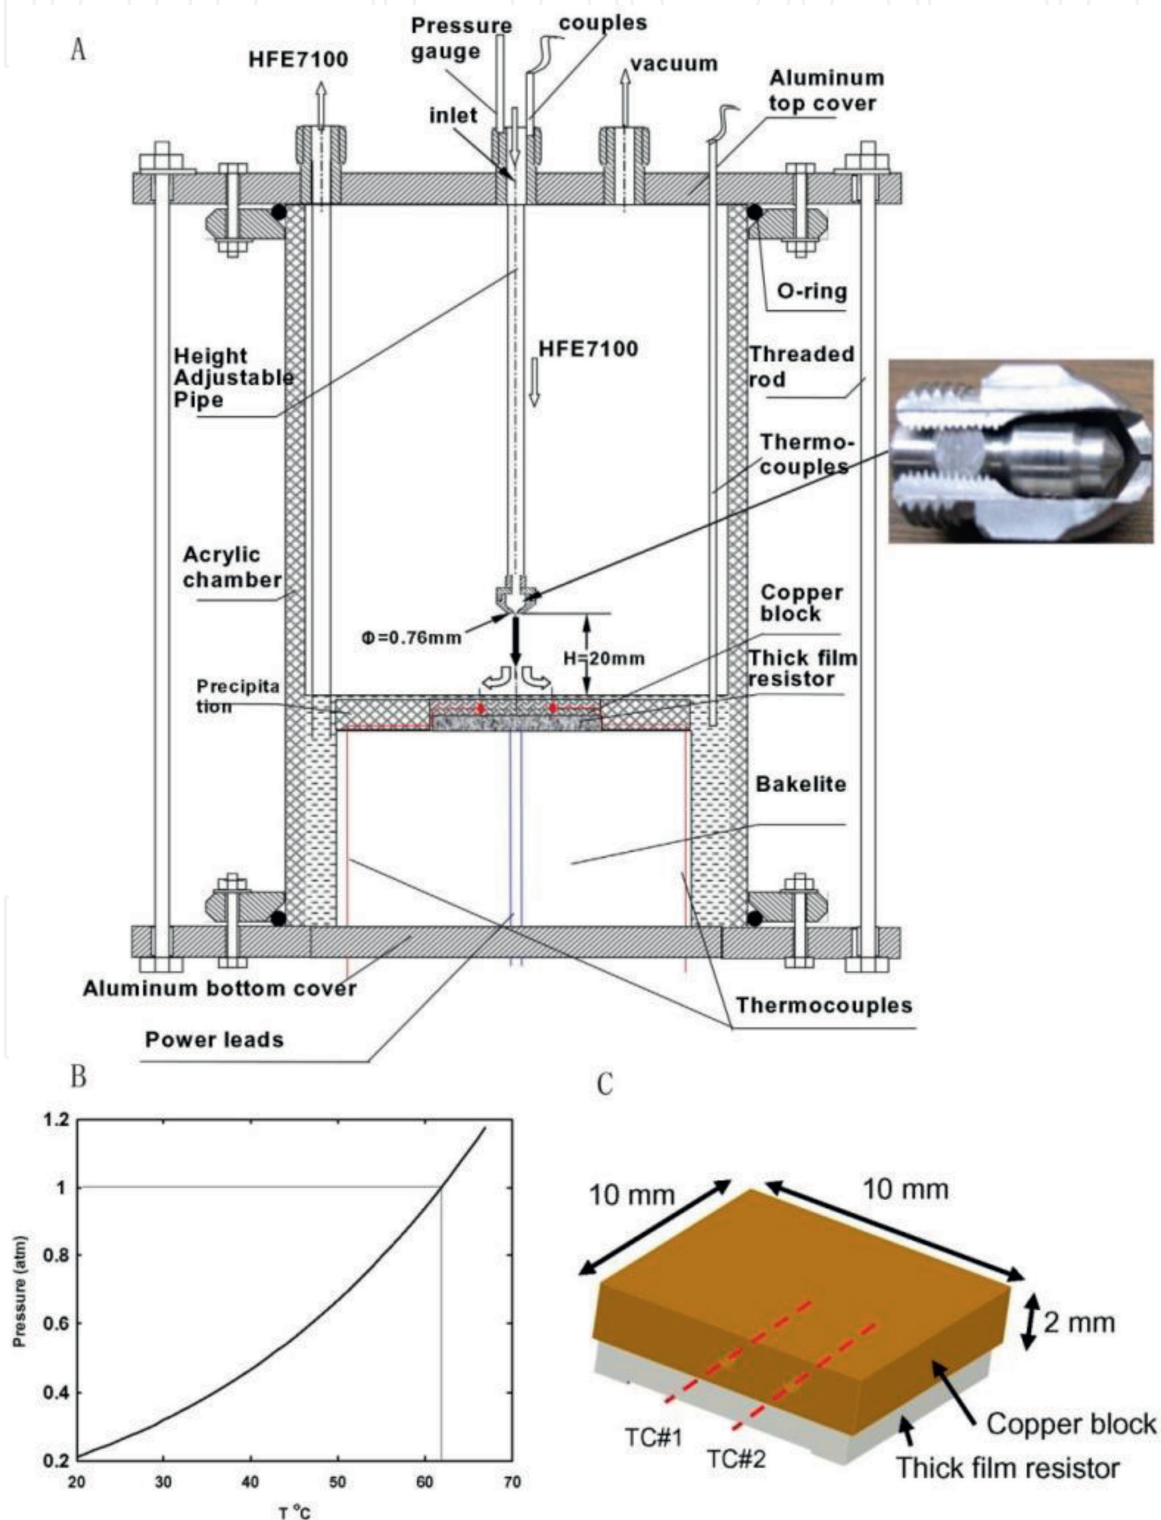 A
Pressure
gauge
couples
HFE7100
inlet
vacuum
Aluminum
top cover
O-ring
Height
Adjustable
Pipe
HFE7100
Threaded
rod
Thermo-
couples
Acrylic
chamber
Φ=0.76mm
H=20mm
Copper
block
Thick film
resistor
Precipita
tion
Bakelite
Aluminum bottom cover
Thermocouples
Power leads
B
1.2
1
0.8
0.6
0.4
0.2
20
30
40
50
60
70
Pressure (atm)
T °C
C
10 mm
10 mm
2 mm
TC#1
TC#2
Copper block
Thick film resistor